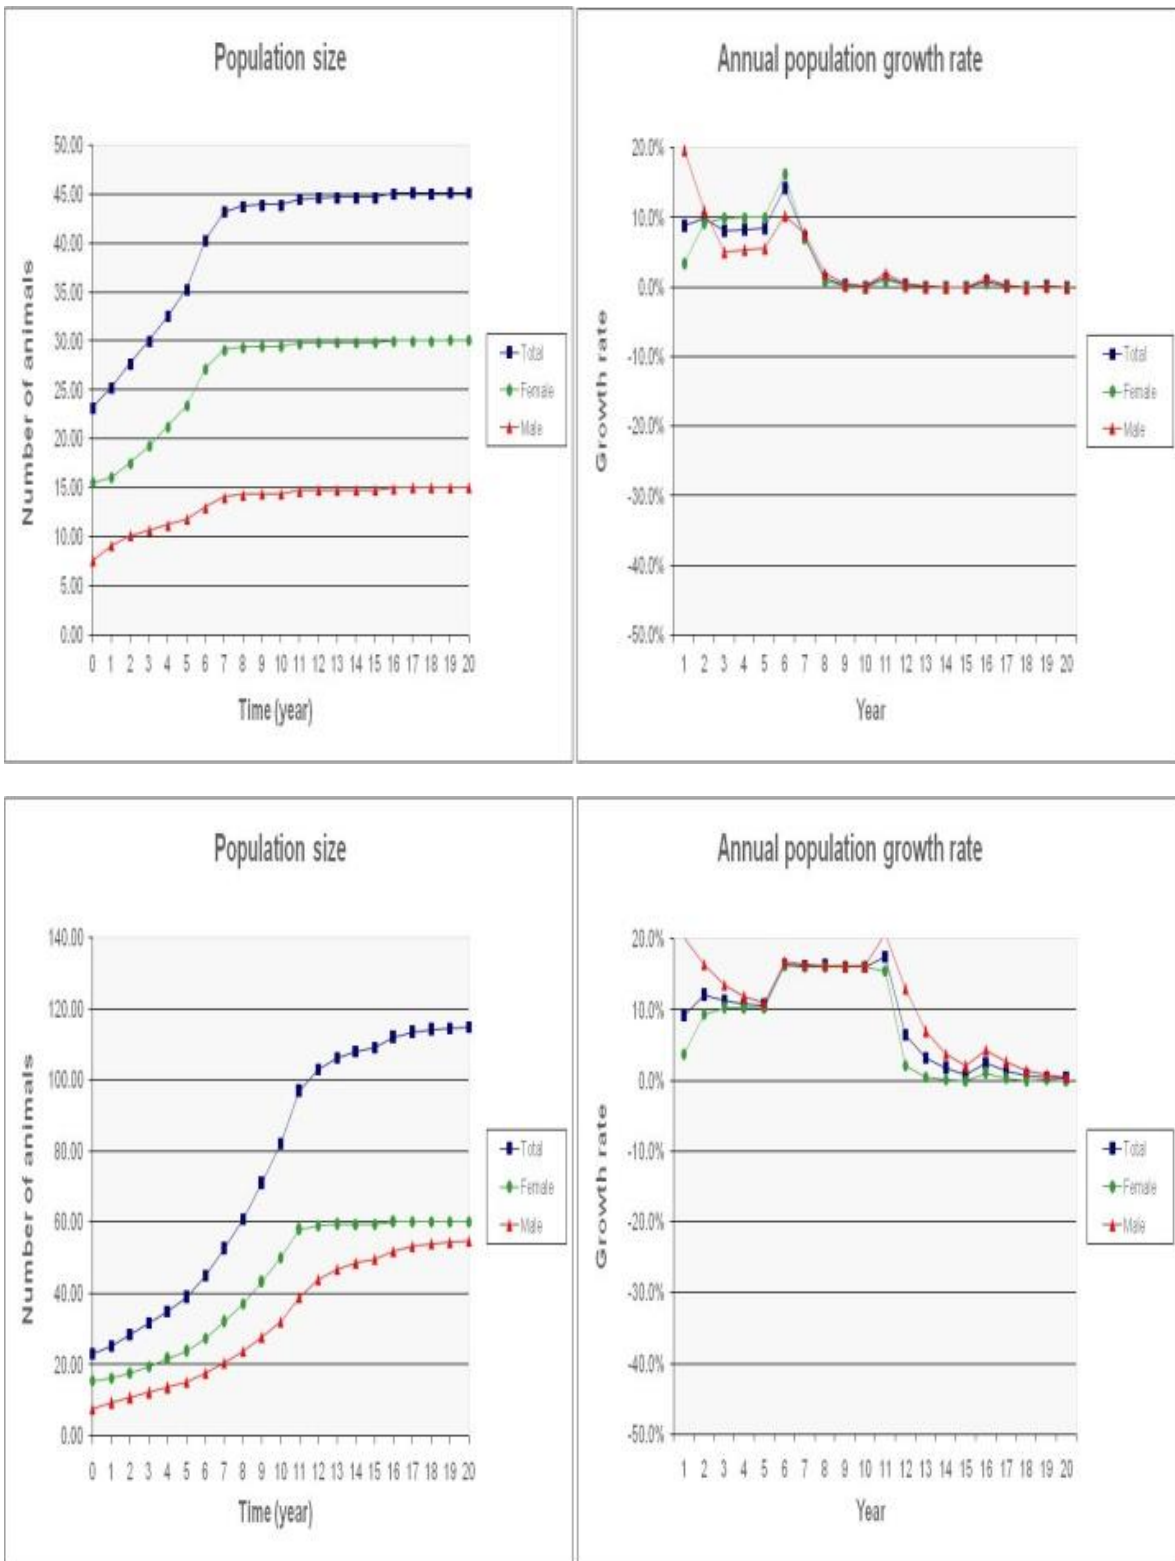 Population size
50.00
45.00
40.00
35.00
30.00
25.00
20.00
15.00
10.00
5.00
0.00
Number of animals
0 1 2 3 4 5 6 7 8 9 10 11 12 13 14 15 16 17 18 19 20
Time (year)
Total
Female
Male
Annual population growth rate
20.0%
10.0%
0.0%
-10.0%
-20.0%
-30.0%
-40.0%
-50.0%
Growth rate
1 2 3 4 5 6 7 8 9 10 11 12 13 14 15 16 17 18 19 20
Year
Total
Female
Male
Population size
140.00
120.00
100.00
80.00
60.00
40.00
20.00
0.00
Number of animals
0 1 2 3 4 5 6 7 8 9 10 11 12 13 14 15 16 17 18 19 20
Time (year)
Total
Female
Male
Annual population growth rate
20.0%
10.0%
0.0%
-10.0%
-20.0%
-30.0%
-40.0%
-50.0%
Growth rate
1 2 3 4 5 6 7 8 9 10 11 12 13 14 15 16 17 18 19 20
Year
Total
Female
Male